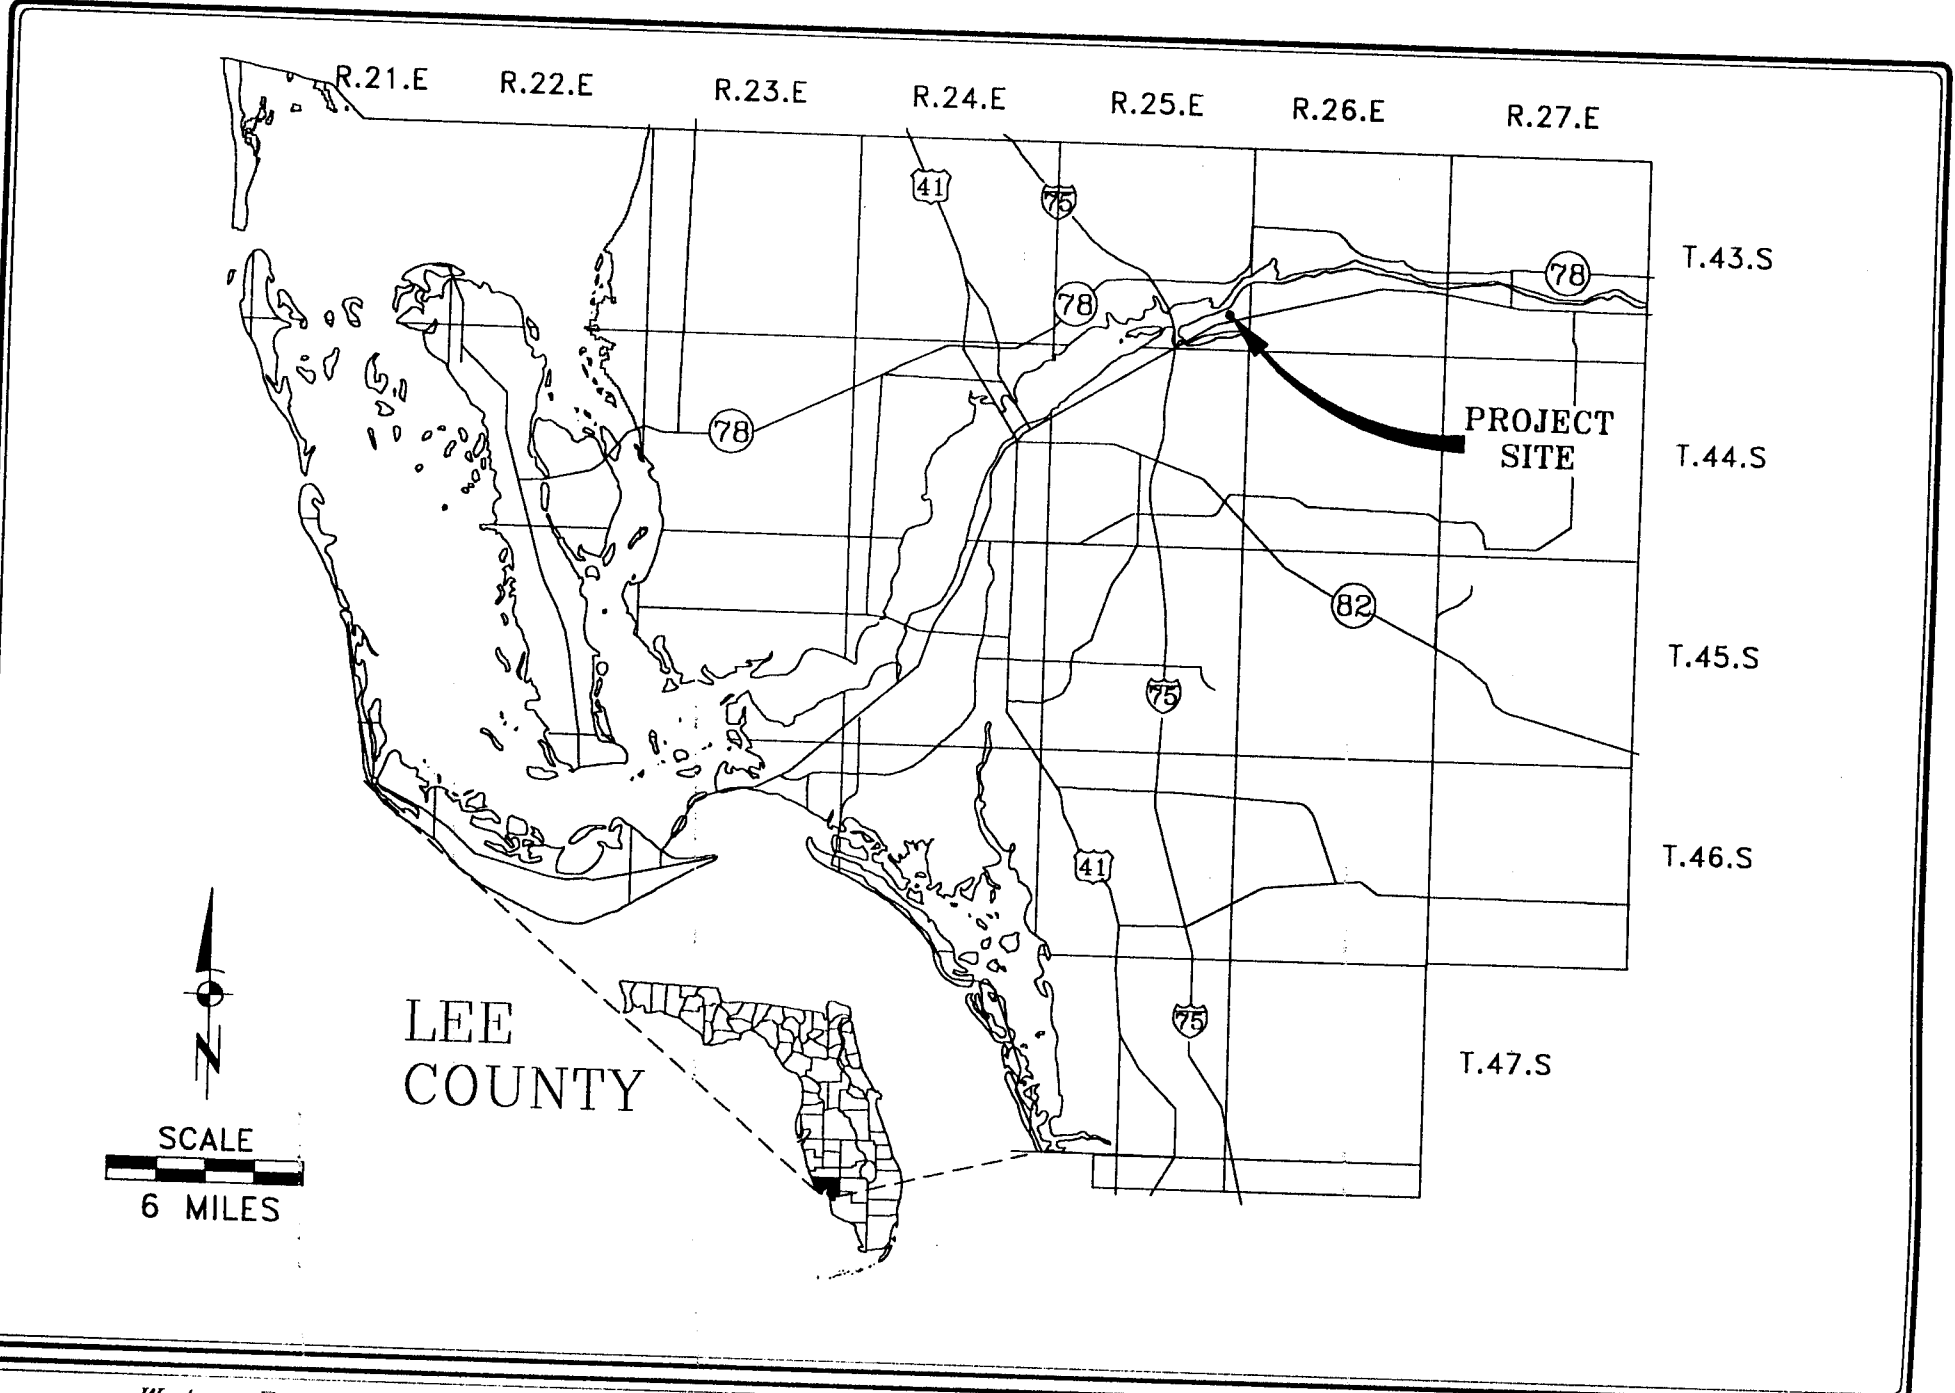 R.21.E R.22.E R.23.E R.24.E R.25.E R.26.E R.27.E
41
75
T.43.S
78
78
PROJECT
SITE
78
T.44.S
82
T.45.S
75
41
T.46.S
LEE
COUNTY
N
75
T.47.S
SCALE
6 MILES